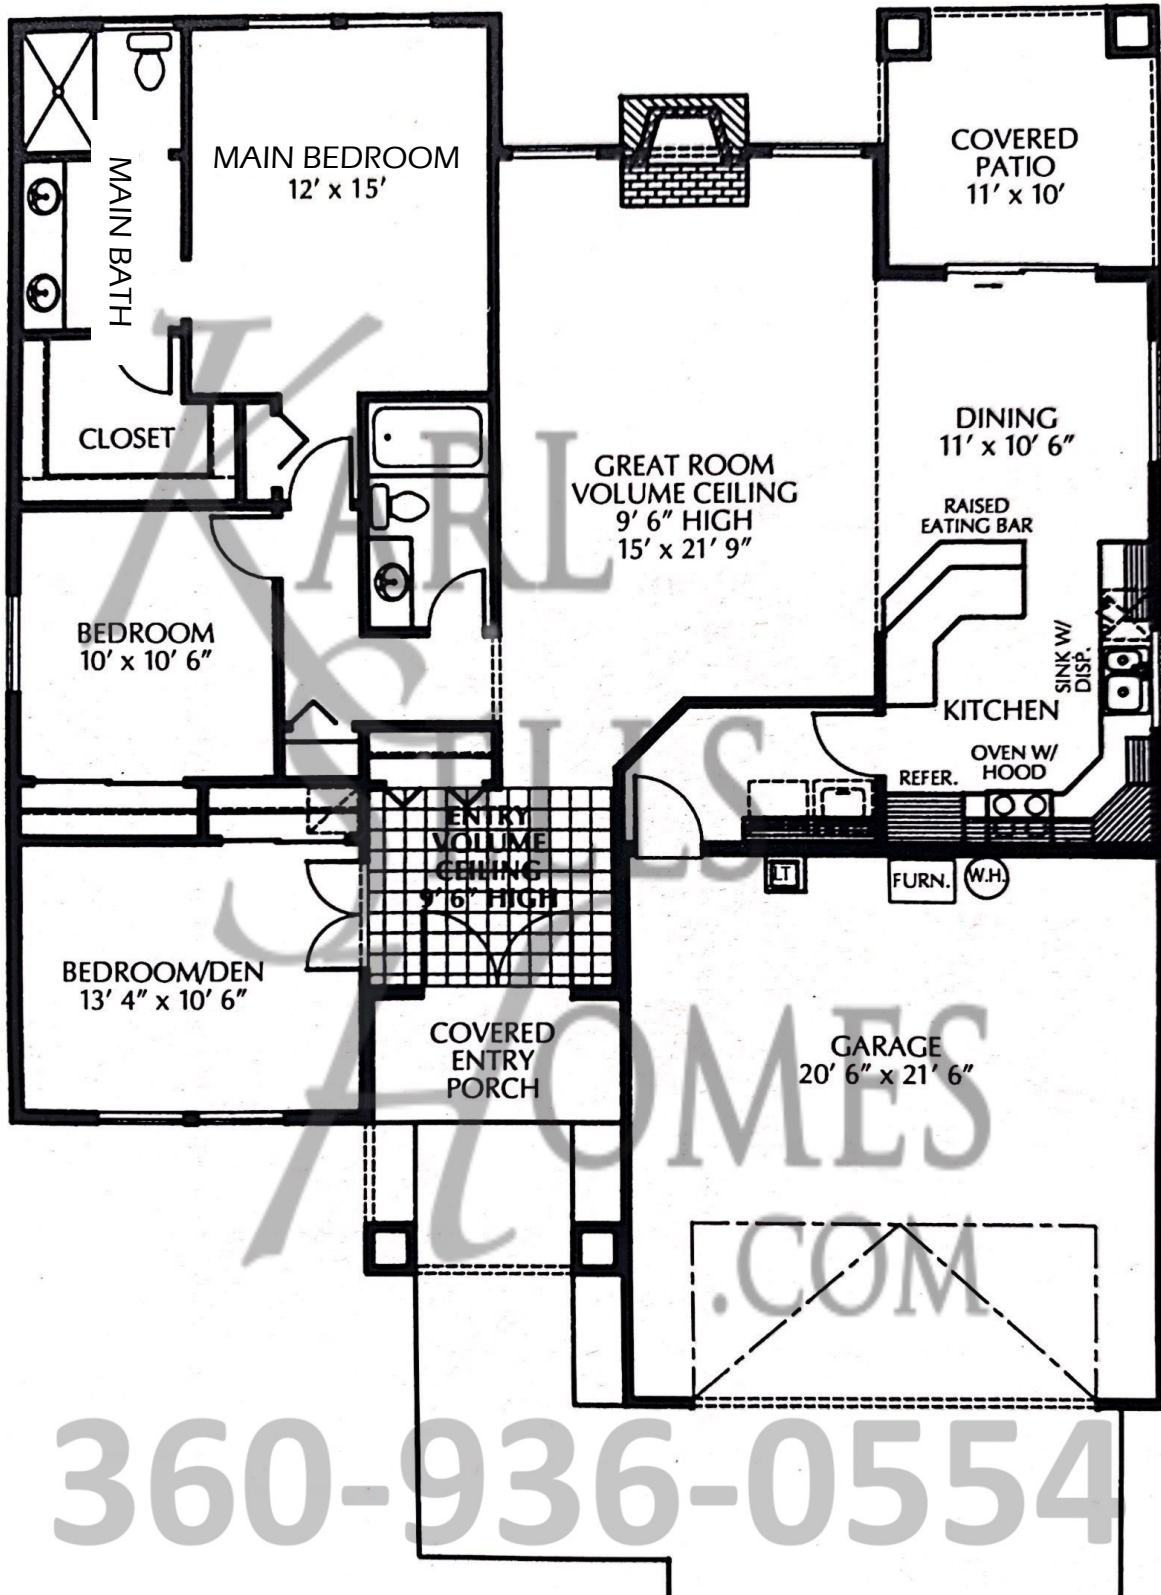 MAIN BEDROOM
12' x 15'
MAIN BATH
COVERED
PATIO
11' x 10'
CLOSET
GREAT ROOM
VOLUME CEILING
9' 6" HIGH
15' x 21' 9"
DINING
11' x 10' 6"
RAISED
EATING BAR
BEDROOM
10' x 10' 6"
SINK W/
DISP.
KITCHEN
OVEN W/
HOOD
REFER.
ENTRY
VOLUME
CEILING
9' 6" HIGH
LT
FURN.
W.H.
BEDROOM/DEN
13' 4" x 10' 6"
COVERED
ENTRY
PORCH
GARAGE
20' 6" x 21' 6"
KARL
STILLS
HOMES
.COM
360-936-0554